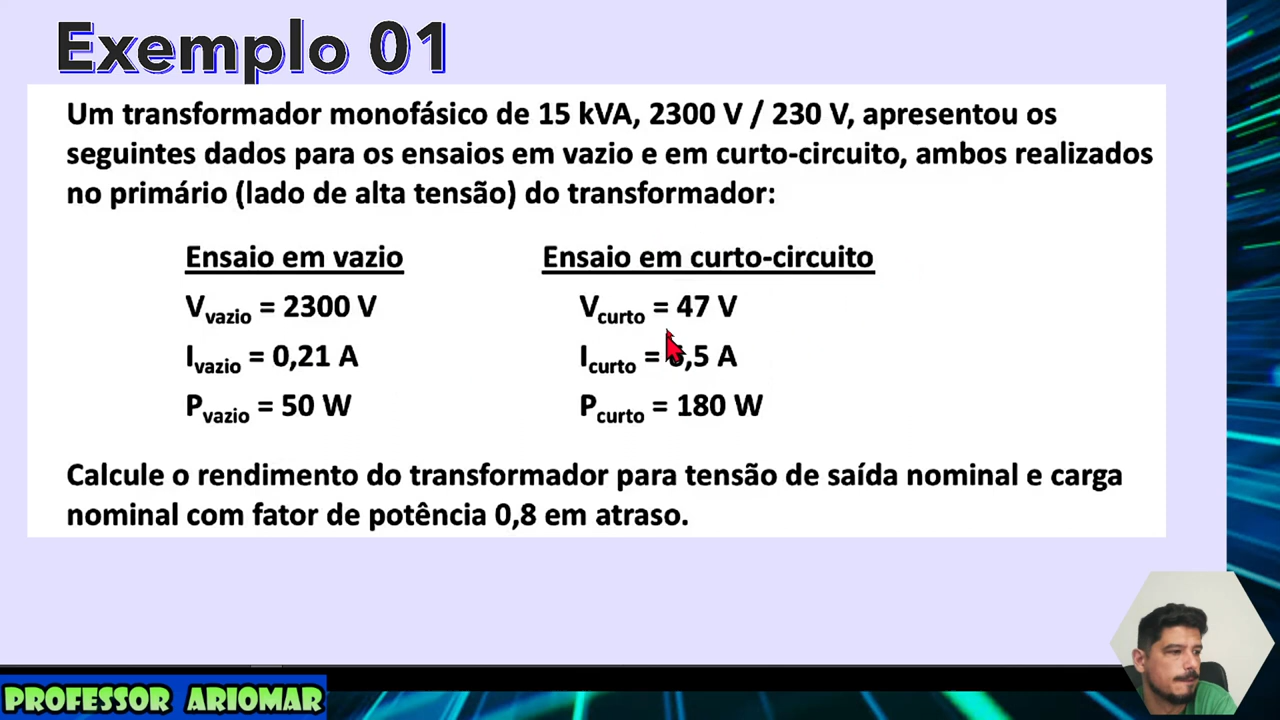 Exemplo 01
Um transformador monofásico de 15 kVA, 2300 V / 230 V, apresentou os
seguintes dados para os ensaios em vazio e em curto-circuito, ambos realizados
no primário (lado de alta tensão) do transformador:
Ensaio em vazio
Ensaio em curto-circuito
Vvazio = 2300 V
Vcurto = 47 V
Ivazio = 0,21 A
Icurto = ,5 A
Pvazio = 50 W
Pcurto = 180 W
Calcule o rendimento do transformador para tensão de saída nominal e carga
nominal com fator de potência 0,8 em atraso.
PROFESSOR ARIOMAR